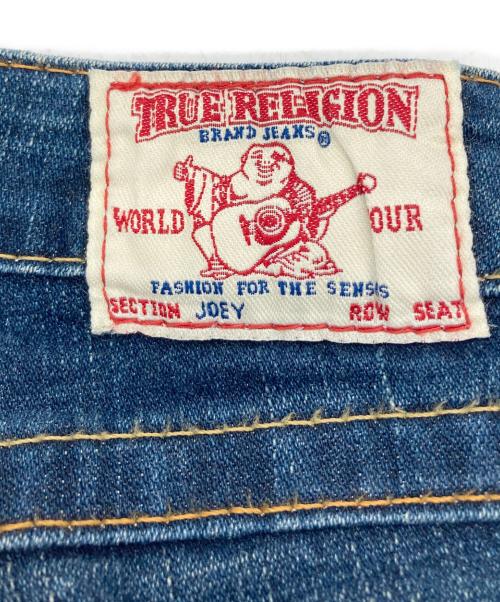 TRUE RELIGION
BRAND JEANS®
WORLD OUR
FASHION FOR THE SENSIS
SECTION JOEY ROW SEAT